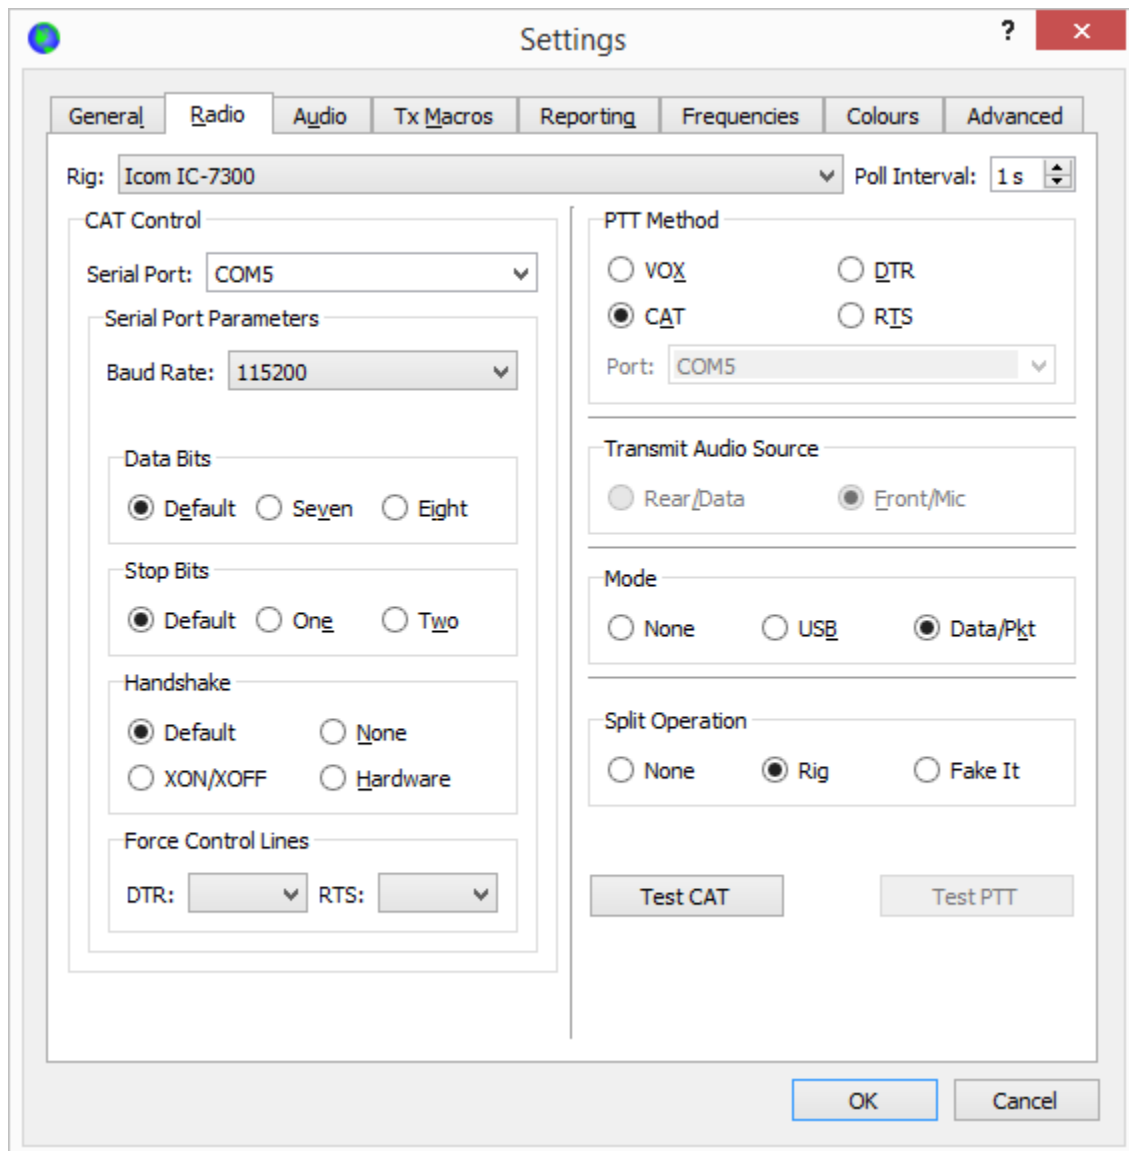 Settings
?
General Radio Audio Tx Macros Reporting Frequencies Colours Advanced
Rig: Icom IC-7300 Poll Interval: 1 s
CAT Control
Serial Port: COM5
Serial Port Parameters
Baud Rate: 115200
Data Bits
Default Seven Eight
Stop Bits
Default One Two
Handshake
Default None
XON/XOFF Hardware
Force Control Lines
DTR: RTS:
PTT Method
VOX DTR
CAT RTS
Port: COM5
Transmit Audio Source
Rear/Data Front/Mic
Mode
None USB Data/Pkt
Split Operation
None Rig Fake It
Test CAT Test PTT
OK Cancel